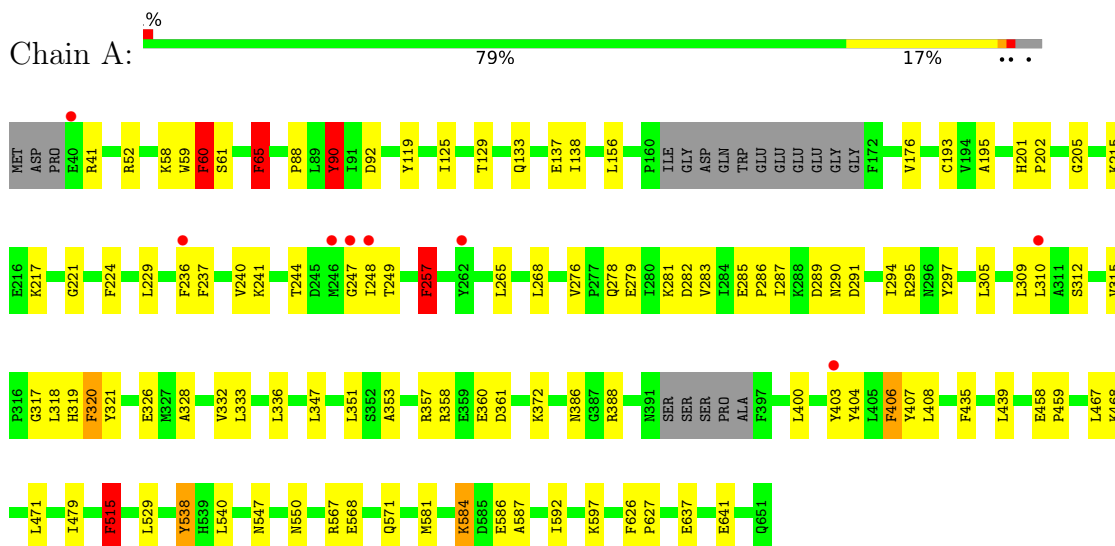 .%
Chain A:
79% 17% •• •
MET ASP PRO E40 R41 R52 K58 W59 F60 S61 F65 P88 L89 Y90 I91 D92 Y119 I125 T129 Q133 E137 I138 L156 P160 ILE GLY ASP GLN TRP GLU GLU GLU GLU GLY GLY F172 V176 C193 V194 A195 H201 P202 G205 K215
E216 K217 G221 F224 L229 F236 F237 V240 K241 T244 D245 M246 G247 I248 T249 F257 Y262 L265 L268 V276 P277 Q278 E279 I280 K281 D282 V283 I284 E285 P286 I287 K288 D289 N290 D291 I294 R295 N296 Y297 L305 L309 L310 A311 S312 V315
P316 G317 L318 H319 F320 Y321 E326 M327 A328 V332 L333 L336 L347 L351 S352 A353 R357 R358 E359 E360 D361 K372 N386 G387 R388 N391 SER SER SER PRO ALA F397 L400 Y403 Y404 L405 F406 Y407 L408 F435 L439 E458 P459 L467 K468
L471 I479 F515 L529 Y538 H539 L540 N547 N550 R567 E568 Q571 M581 K584 D585 E586 A587 I592 K597 F626 P627 E637 E641 Q651